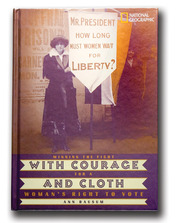 NATIONAL
GEOGRAPHIC
MR. PRESIDENT
HOW LONG
MUST WOMEN WAIT
FOR
LIBERTY?
WINNING THE FIGHT
WITH COURAGE
FOR A
AND CLOTH
WOMAN'S RIGHT TO VOTE
ANN BAUSUM